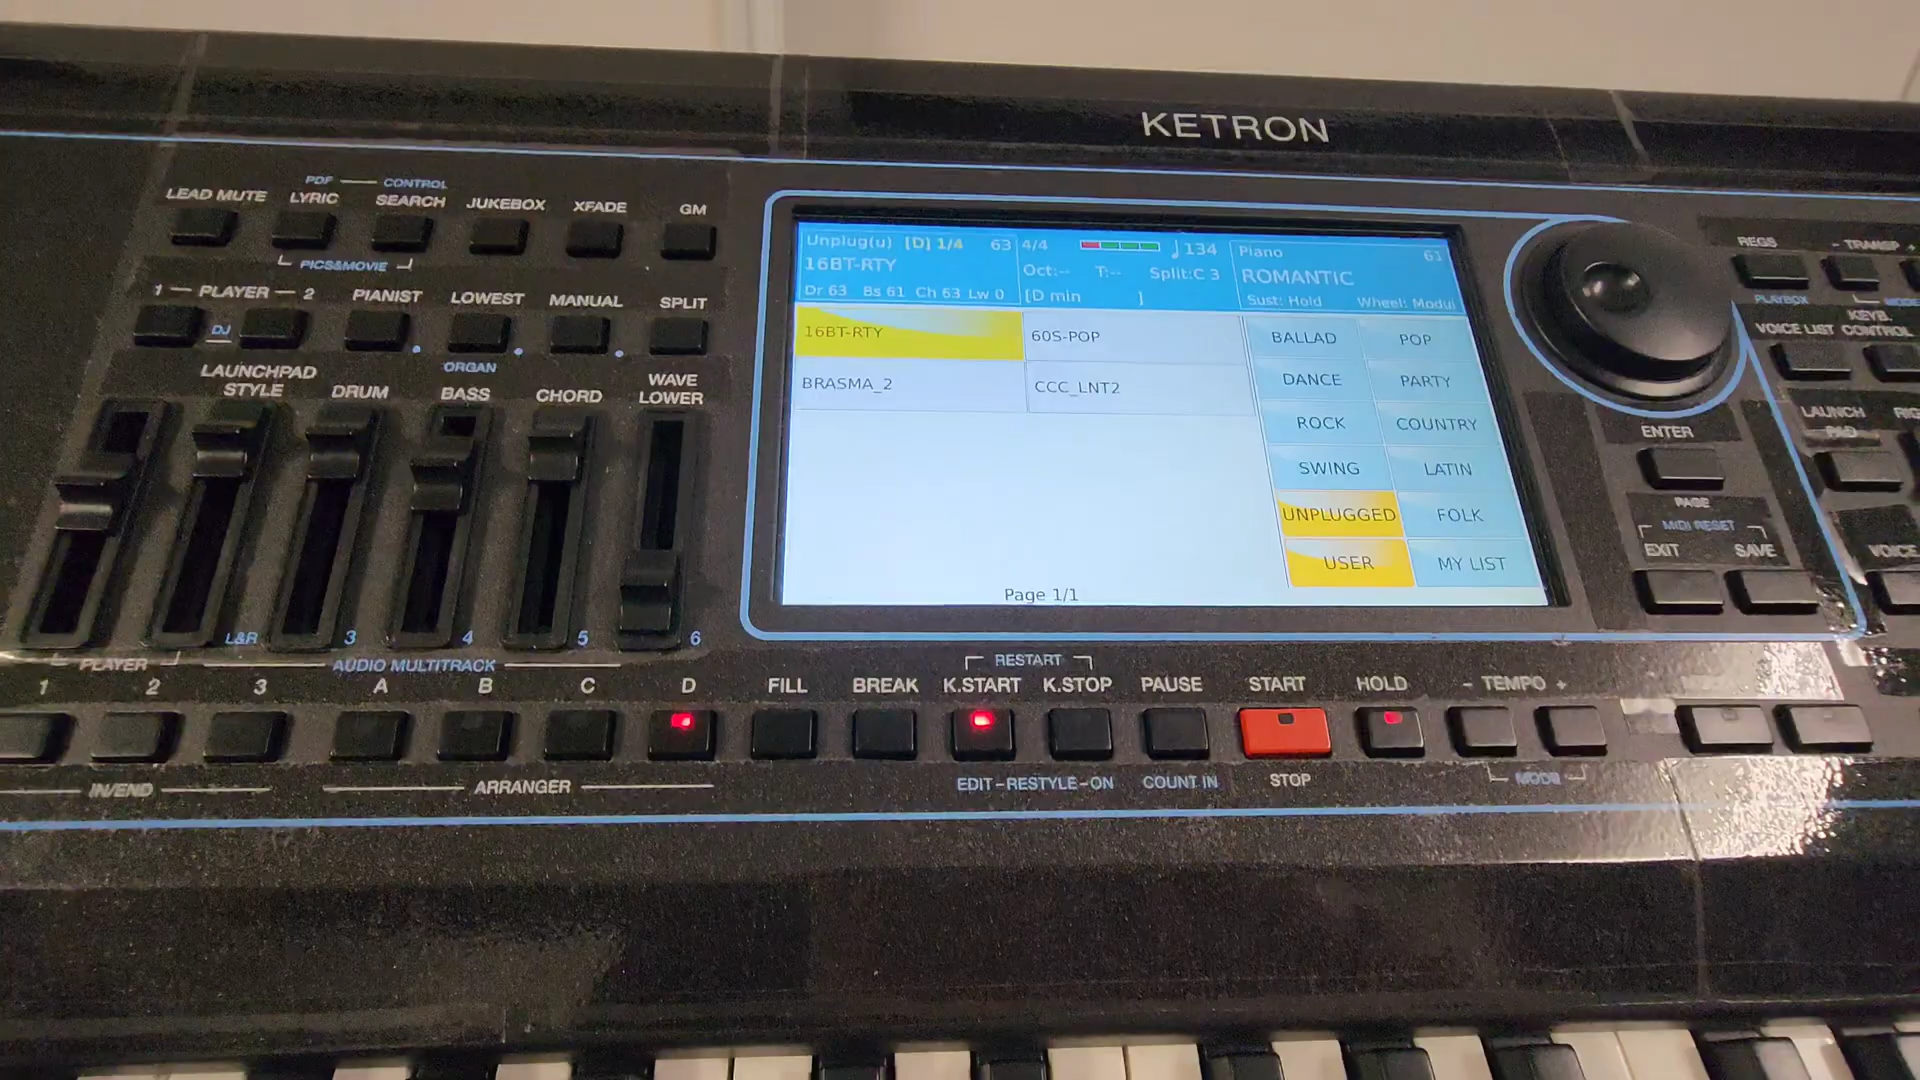 KETRON
PDF CONTROL
LEAD MUTE LYRIC SEARCH JUKEBOX XFADE GM
PICS&MOVIE
1 PLAYER 2 PIANIST LOWEST MANUAL SPLIT
DJ
ORGAN
LAUNCHPAD
STYLE DRUM BASS CHORD WAVE
LOWER
L&R 3 4 5 6
PLAYER AUDIO MULTITRACK
1 2 3 A B C D FILL BREAK K.START K.STOP PAUSE START HOLD - TEMPO +
RESTART
IN/END ARRANGER EDIT-RESTYLE-ON COUNT IN STOP MODE
Unplug(u) [D] 1/4 63 4/4 134 Piano 61
16BT-RTY Oct:-- T:-- Split:C 3 ROMANTIC
Dr 63 Bs 61 Ch 63 Lw 0 [D min ] Sust: Hold Wheel: Modul
16BT-RTY 60S-POP
BRASMA_2 CCC_LNT2
BALLAD POP
DANCE PARTY
ROCK COUNTRY
SWING LATIN
UNPLUGGED FOLK
USER MY LIST
Page 1/1
REGS - TRANSP +
PLAYBOX
VOICE LIST KEYB.
CONTROL
LAUNCH
PAD
ENTER
PAGE
MIDI RESET
EXIT SAVE
VOICE